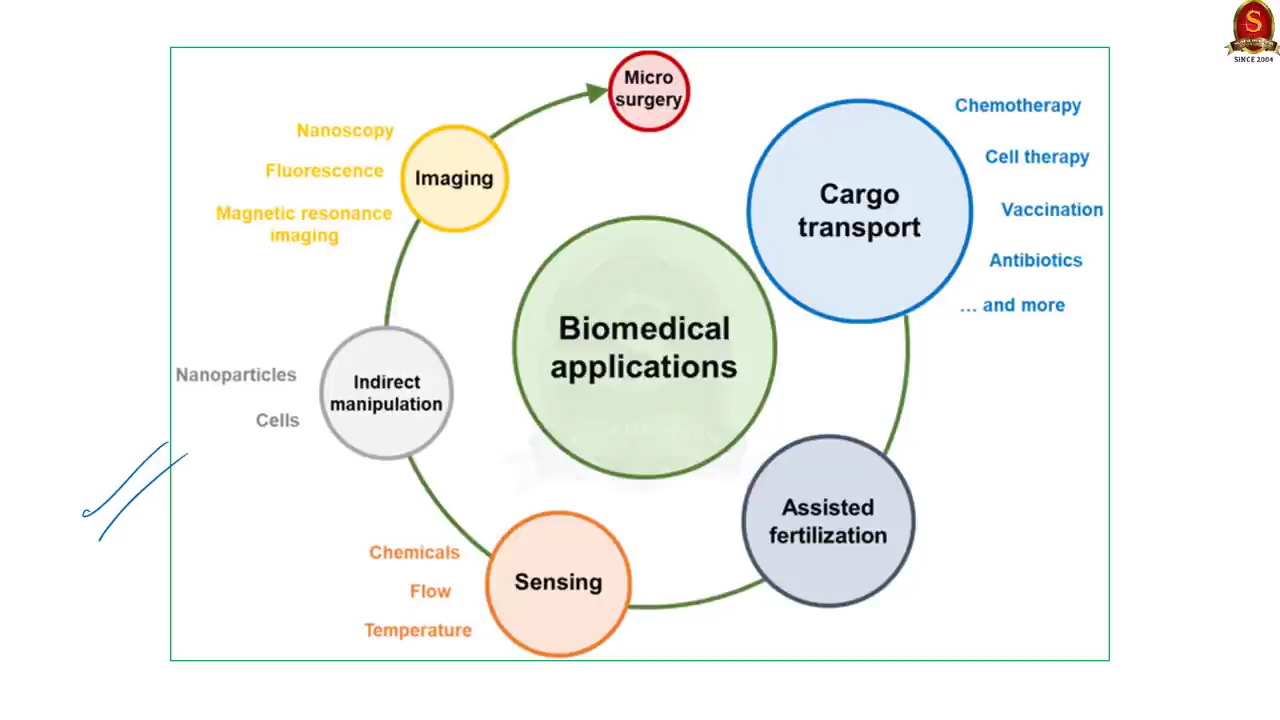 S
SINCE 2004
Micro
surgery
Cargo
transport
Chemotherapy
Cell therapy
Vaccination
Antibiotics
... and more
Nanoscopy
Fluorescence
Magnetic resonance
imaging
Imaging
Biomedical
applications
Indirect
manipulation
Nanoparticles
Cells
Assisted
fertilization
Sensing
Chemicals
Flow
Temperature